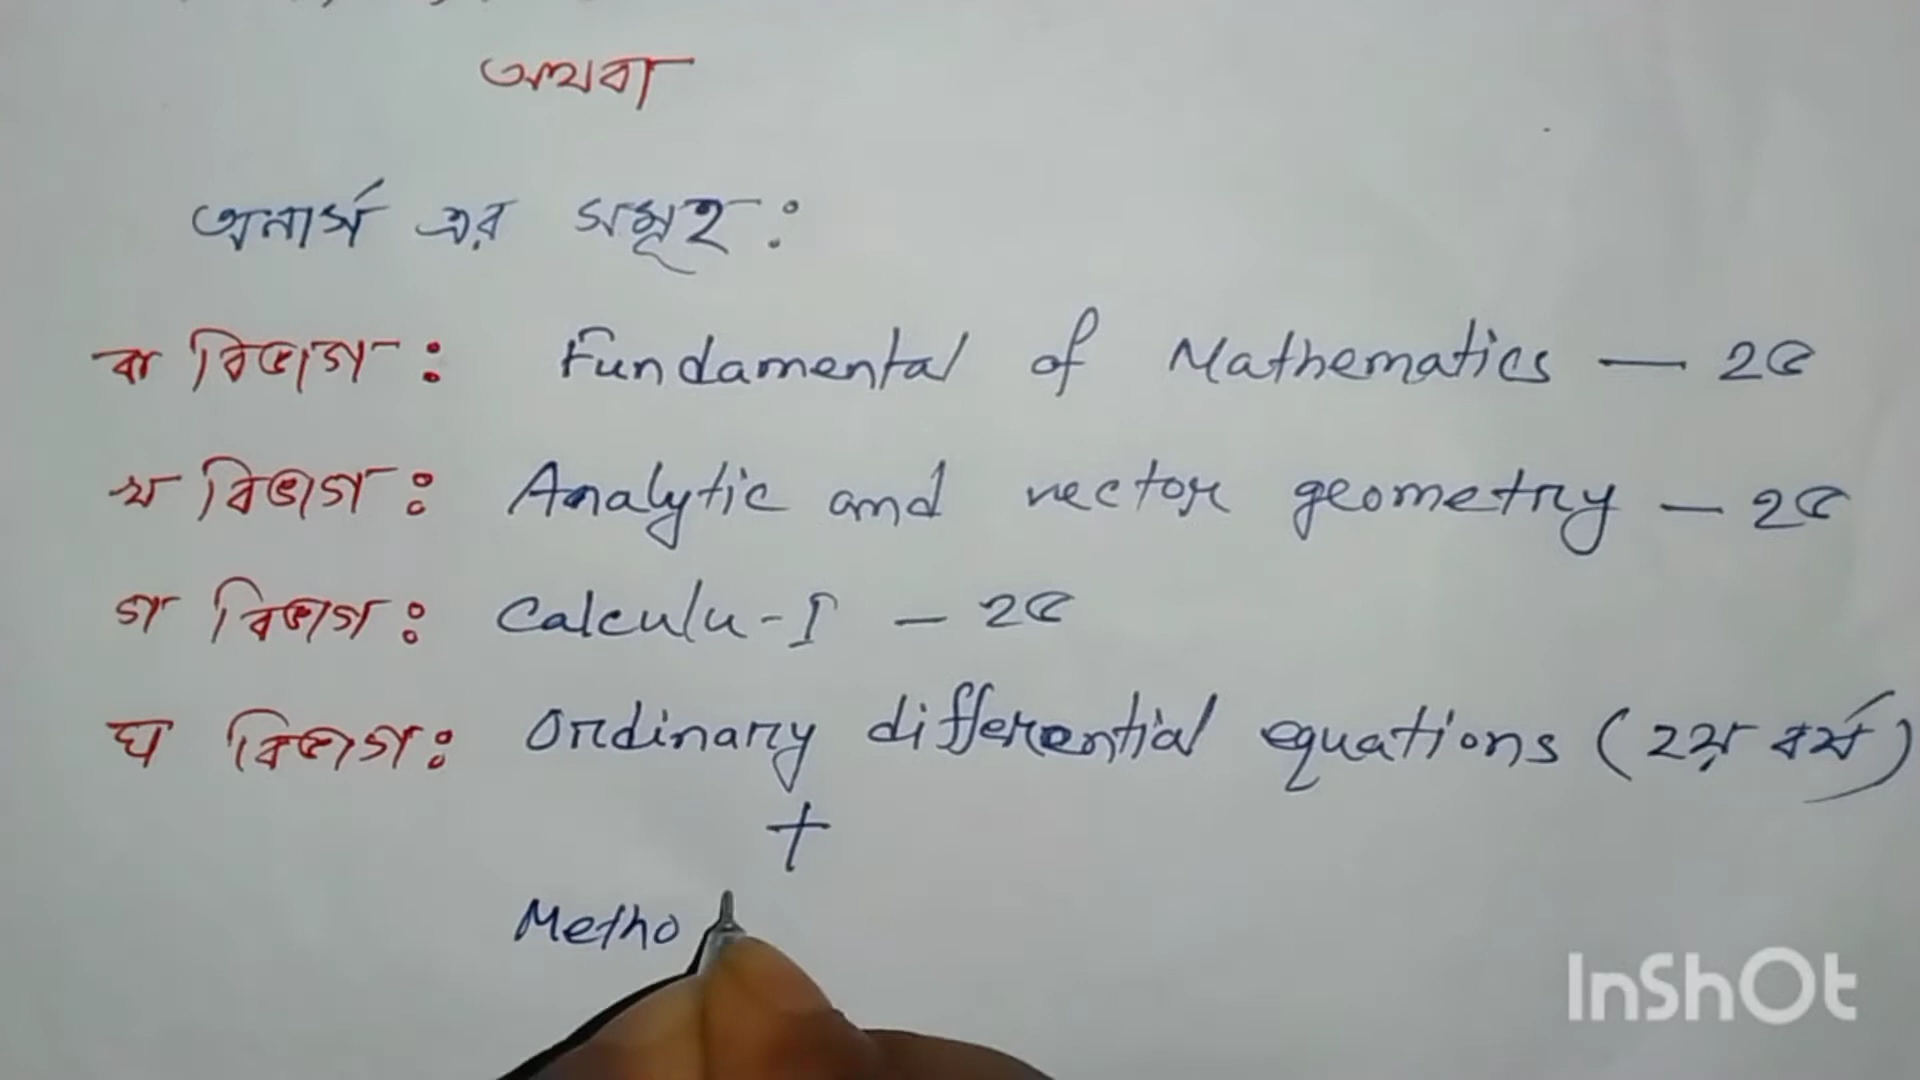 অথবা
অনার্স এর সমূহ:
ক বিভাগ: Fundamental of Mathematics — ২৫
খ বিভাগ: Analytic and vector geometry — ২৫
গ বিভাগ: Calculu-I — ২৫
ঘ বিভাগ: Ordinary differential equations (২য় বর্ষ)
+
Metho
InShOt